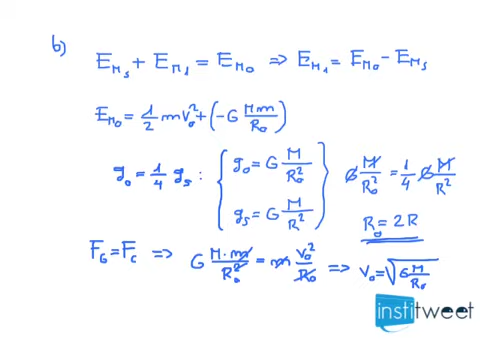 b)
E_{M_s} + E_{M_1} = E_{M_0} ⇒ E_{M_1} = E_{M_0} − E_{M_s}
E_{M_0} = 1/2 m V_0^2 + (−G Mm/R_0)
g_0 = 1/4 g_s : { g_0 = G M/R_0^2 } G M/R_0^2 = 1/4 G M/R^2
g_s = G M/R^2
R_0 = 2R
F_G = F_C ⇒ G M·m/R_0^2 = m V_0^2/R_0 ⇒ V_0 = √(G M/R_0)
institweet